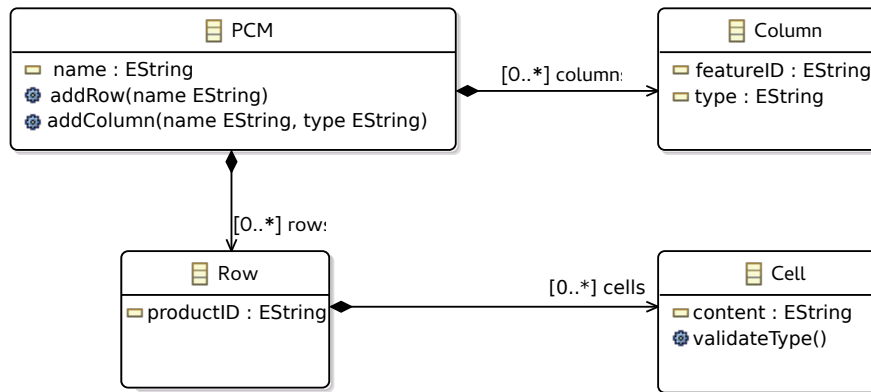 PCM
name : EString
addRow(name EString)
addColumn(name EString, type EString)
[0..*] columns
Column
featureID : EString
type : EString
[0..*] rows
Row
productID : EString
[0..*] cells
Cell
content : EString
validateType()